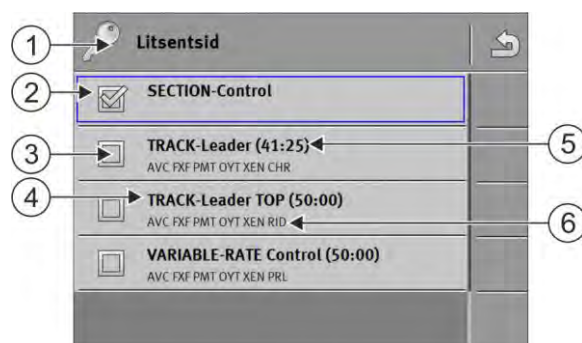 Litsentsid
SECTION-Control
TRACK-Leader (41:25)
AVC FXF PMT OYT XEN CHR
TRACK-Leader TOP (50:00)
AVC FXF PMT OYT XEN RID
VARIABLE-RATE Control (50:00)
AVC FXF PMT OYT XEN PRL
1
2
3
4
5
6